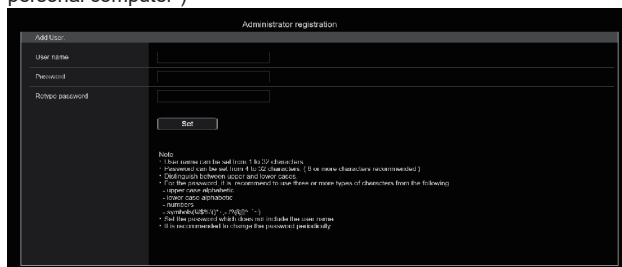 personal computer")
Administrator registration
Add User.
User name
Password
Retype password
Set
Note
・User name can be set from 1 to 32 characters
・Password can be set from 4 to 32 characters. ( 8 or more characters recommended )
・Distinguish between upper and lower cases.
・For the password, it is recommend to use three or more types of characters from the following
- upper case alphabetic
- lower case alphabetic
- numbers
- symbols
・Set the password which does not include the user name
・It is recommended to change the password periodically